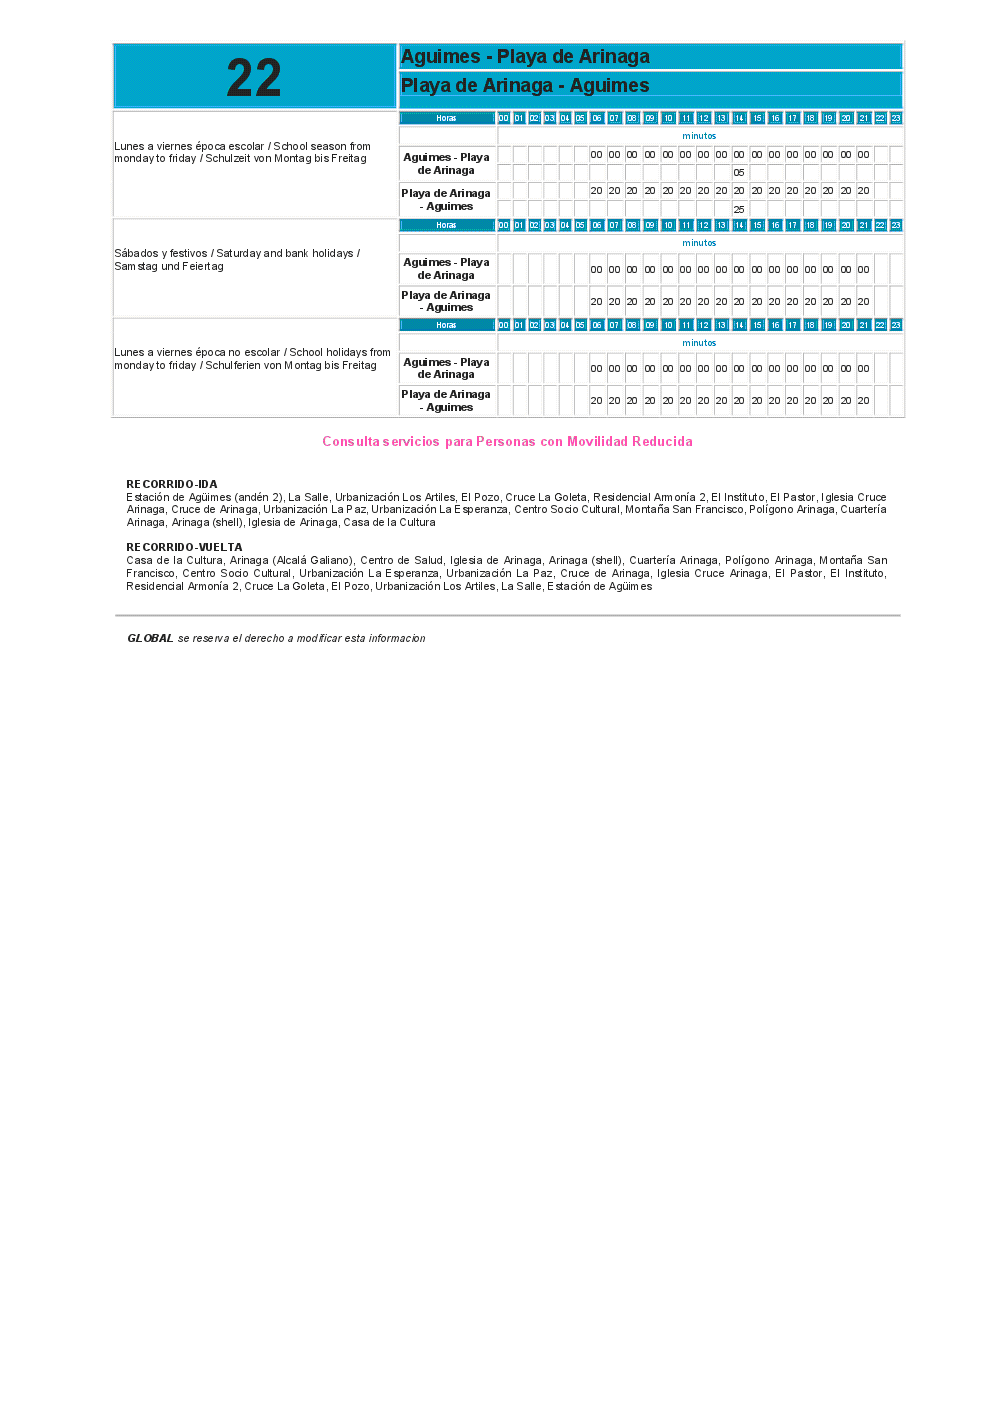 22
Aguimes - Playa de Arinaga
Playa de Arinaga - Aguimes
Lunes a viernes época escolar / School season from
monday to friday / Schulzeit von Montag bis Freitag
Horas 00 01 02 03 04 05 06 07 08 09 10 11 12 13 14 15 16 17 18 19 20 21 22 23
minutos
Aguimes - Playa
de Arinaga
00 00 00 00 00 00 00 00 00 00 00 00 00 00 00 00
05
Playa de Arinaga
- Aguimes
20 20 20 20 20 20 20 20 20 20 20 20 20 20 20 20
25
Sábados y festivos / Saturday and bank holidays /
Samstag und Feiertag
Horas 00 01 02 03 04 05 06 07 08 09 10 11 12 13 14 15 16 17 18 19 20 21 22 23
minutos
Aguimes - Playa
de Arinaga
00 00 00 00 00 00 00 00 00 00 00 00 00 00 00 00
Playa de Arinaga
- Aguimes
20 20 20 20 20 20 20 20 20 20 20 20 20 20 20 20
Lunes a viernes época no escolar / School holidays from
monday to friday / Schulferien von Montag bis Freitag
Horas 00 01 02 03 04 05 06 07 08 09 10 11 12 13 14 15 16 17 18 19 20 21 22 23
minutos
Aguimes - Playa
de Arinaga
00 00 00 00 00 00 00 00 00 00 00 00 00 00 00 00
Playa de Arinaga
- Aguimes
20 20 20 20 20 20 20 20 20 20 20 20 20 20 20 20
Consulta servicios para Personas con Movilidad Reducida
RECORRIDO-IDA
Estación de Agüimes (andén 2), La Salle, Urbanización Los Artiles, El Pozo, Cruce La Goleta, Residencial Armonía 2, El Instituto, El Pastor, Iglesia Cruce
Arinaga, Cruce de Arinaga, Urbanización La Paz, Urbanización La Esperanza, Centro Socio Cultural, Montaña San Francisco, Polígono Arinaga, Cuartería
Arinaga, Arinaga (shell), Iglesia de Arinaga, Casa de la Cultura
RECORRIDO-VUELTA
Casa de la Cultura, Arinaga (Alcalá Galiano), Centro de Salud, Iglesia de Arinaga, Arinaga (shell), Cuartería Arinaga, Polígono Arinaga, Montaña San
Francisco, Centro Socio Cultural, Urbanización La Esperanza, Urbanización La Paz, Cruce de Arinaga, Iglesia Cruce Arinaga, El Pastor, El Instituto,
Residencial Armonía 2, Cruce La Goleta, El Pozo, Urbanización Los Artiles, La Salle, Estación de Agüimes
GLOBAL se reserva el derecho a modificar esta informacion